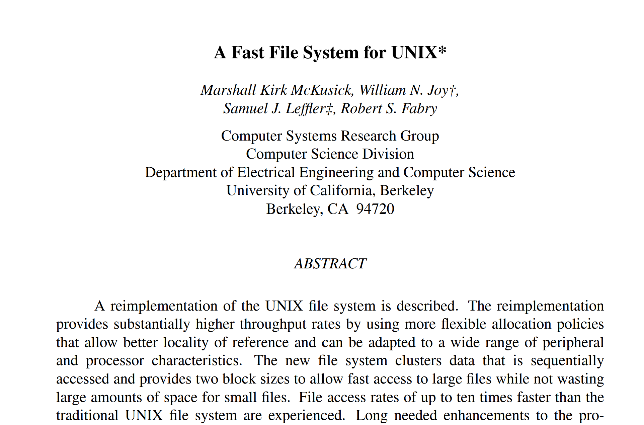 A Fast File System for UNIX*
Marshall Kirk McKusick, William N. Joy†,
Samuel J. Leffler‡, Robert S. Fabry
Computer Systems Research Group
Computer Science Division
Department of Electrical Engineering and Computer Science
University of California, Berkeley
Berkeley, CA 94720
ABSTRACT
A reimplementation of the UNIX file system is described. The reimplementation
provides substantially higher throughput rates by using more flexible allocation policies
that allow better locality of reference and can be adapted to a wide range of peripheral
and processor characteristics. The new file system clusters data that is sequentially
accessed and provides two block sizes to allow fast access to large files while not wasting
large amounts of space for small files. File access rates of up to ten times faster than the
traditional UNIX file system are experienced. Long needed enhancements to the pro-